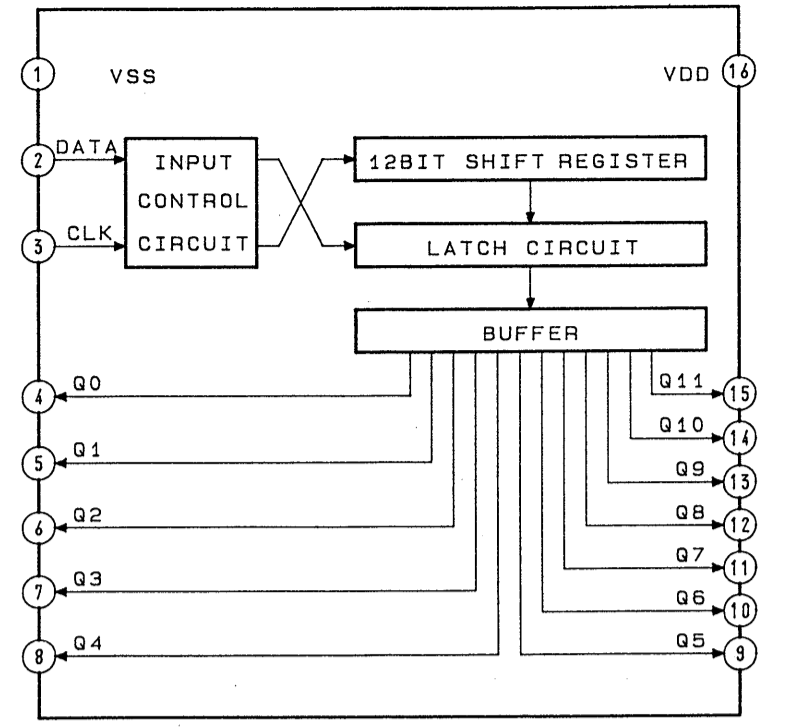 1 VSS VDD 16
2 DATA
INPUT
CONTROL
CIRCUIT
12BIT SHIFT REGISTER
3 CLK
LATCH CIRCUIT
BUFFER
4 Q0
Q11 15
Q10 14
5 Q1
Q9 13
6 Q2
Q8 12
Q7 11
7 Q3
Q6 10
8 Q4
Q5 9